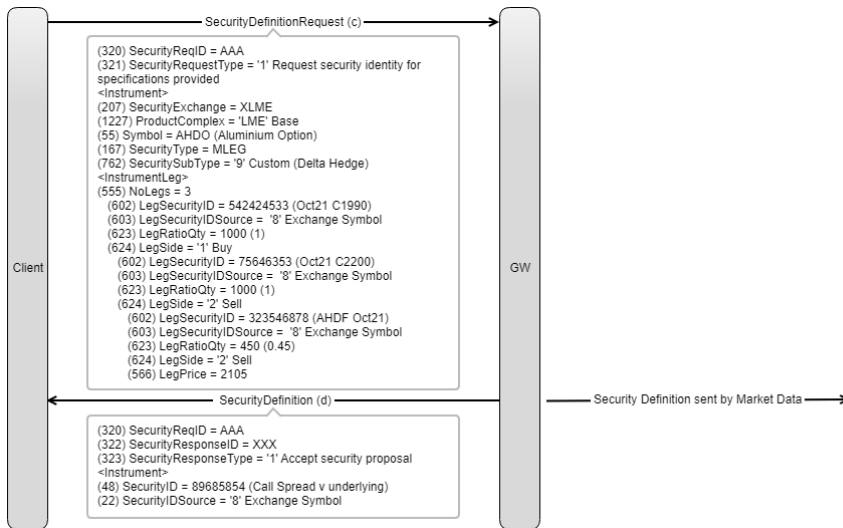 SecurityDefinitionRequest (c)
(320) SecurityReqID = AAA
(321) SecurityRequestType = '1' Request security identity for
specifications provided
<Instrument>
(207) SecurityExchange = XLME
(1227) ProductComplex = 'LME' Base
(55) Symbol = AHDO (Aluminium Option)
(167) SecurityType = MLEG
(762) SecuritySubType = '9' Custom (Delta Hedge)
<InstrumentLeg>
(555) NoLegs = 3
(602) LegSecurityID = 542424533 (Oct21 C1990)
(603) LegSecurityIDSource = '8' Exchange Symbol
(623) LegRatioQty = 1000 (1)
(624) LegSide = '1' Buy
(602) LegSecurityID = 75646353 (Oct21 C2200)
(603) LegSecurityIDSource = '8' Exchange Symbol
(623) LegRatioQty = 1000 (1)
(624) LegSide = '2' Sell
(602) LegSecurityID = 323546878 (AHDF Oct21)
(603) LegSecurityIDSource = '8' Exchange Symbol
(623) LegRatioQty = 450 (0.45)
(624) LegSide = '2' Sell
(566) LegPrice = 2105
Client
GW
SecurityDefinition (d)
Security Definition sent by Market Data
(320) SecurityReqID = AAA
(322) SecurityResponseID = XXX
(323) SecurityResponseType = '1' Accept security proposal
<Instrument>
(48) SecurityID = 89685854 (Call Spread v underlying)
(22) SecurityIDSource = '8' Exchange Symbol